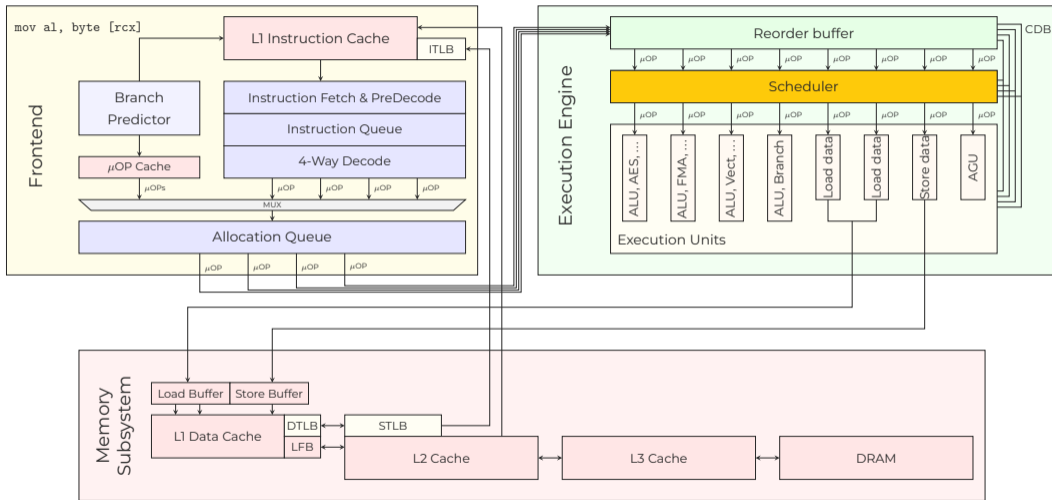 mov al, byte [rcx]
Frontend
L1 Instruction Cache
ITLB
Branch
Predictor
Instruction Fetch & PreDecode
Instruction Queue
4-Way Decode
μOP Cache
μOPs
μOP
μOP
μOP
μOP
MUX
Allocation Queue
μOP
μOP
μOP
μOP
Execution Engine
Reorder buffer
CDB
μOP
μOP
μOP
μOP
μOP
μOP
μOP
μOP
Scheduler
μOP
μOP
μOP
μOP
μOP
μOP
μOP
μOP
ALU, AES, ...
ALU, FMA, ...
ALU, Vect, ...
ALU, Branch
Load data
Load data
Store data
AGU
Execution Units
Memory
Subsystem
Load Buffer
Store Buffer
L1 Data Cache
DTLB
LFB
STLB
L2 Cache
L3 Cache
DRAM